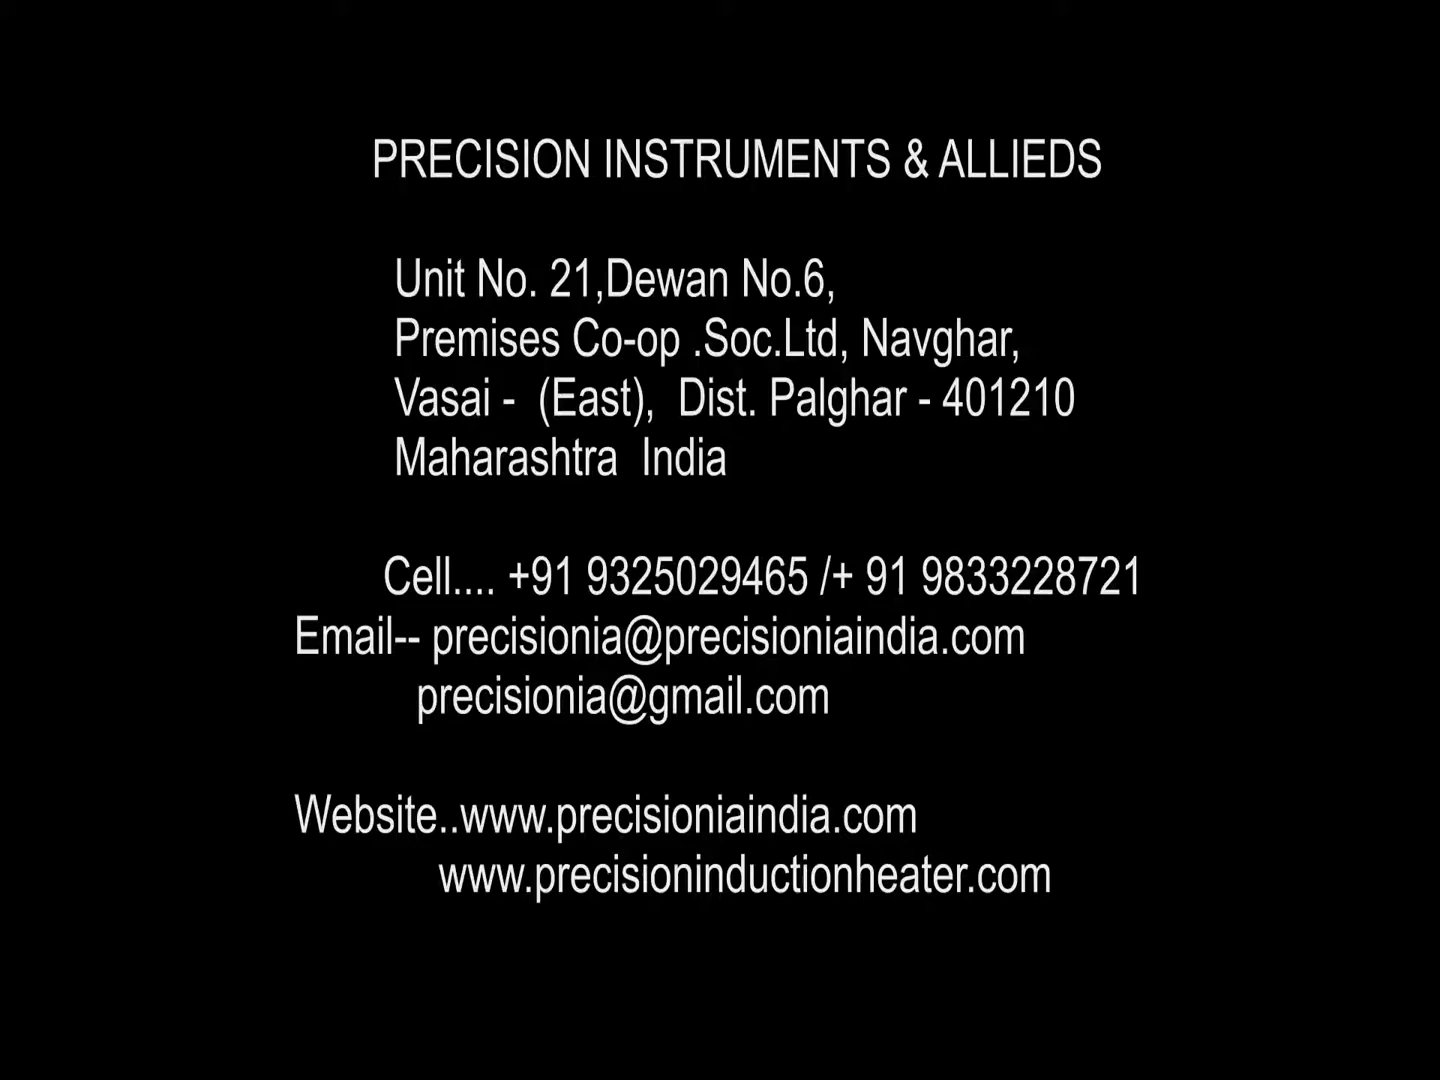 PRECISION INSTRUMENTS & ALLIEDS
Unit No. 21,Dewan No.6,
Premises Co-op .Soc.Ltd, Navghar,
Vasai -  (East),  Dist. Palghar - 401210
Maharashtra  India
Cell.... +91 9325029465 /+ 91 9833228721
Email-- precisionia@precisioniaindia.com
precisionia@gmail.com
Website..www.precisioniaindia.com
www.precisioninductionheater.com